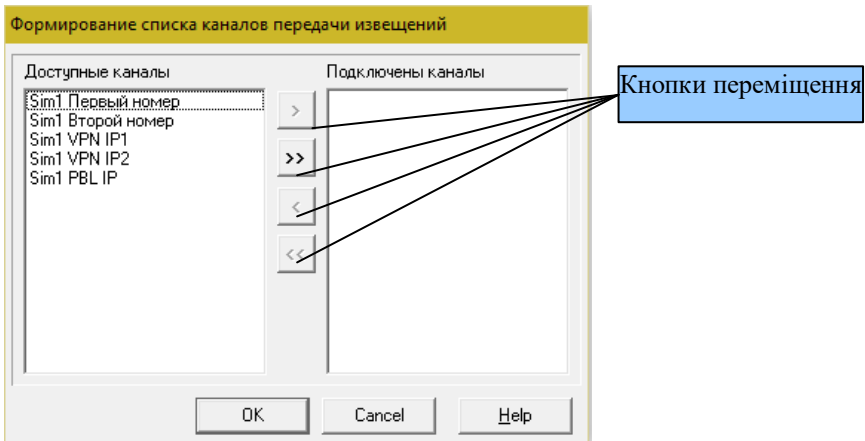 Формирование списка каналов передачи извещений
Доступные каналы
Подключены каналы
Sim1 Первый номер
Sim1 Второй номер
Sim1 VPN IP1
Sim1 VPN IP2
Sim1 PBL IP
>
>>
<
<<
Кнопки переміщення
OK
Cancel
Help